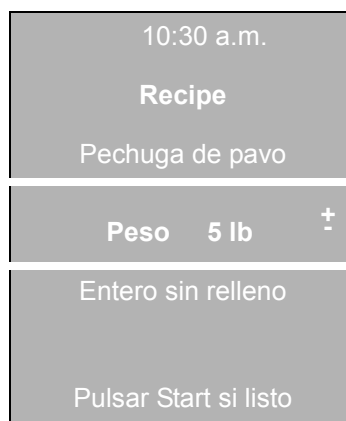 10:30 a.m.
Recipe
Pechuga de pavo
Peso 5 lb +
-
Entero sin relleno
Pulsar Start si listo